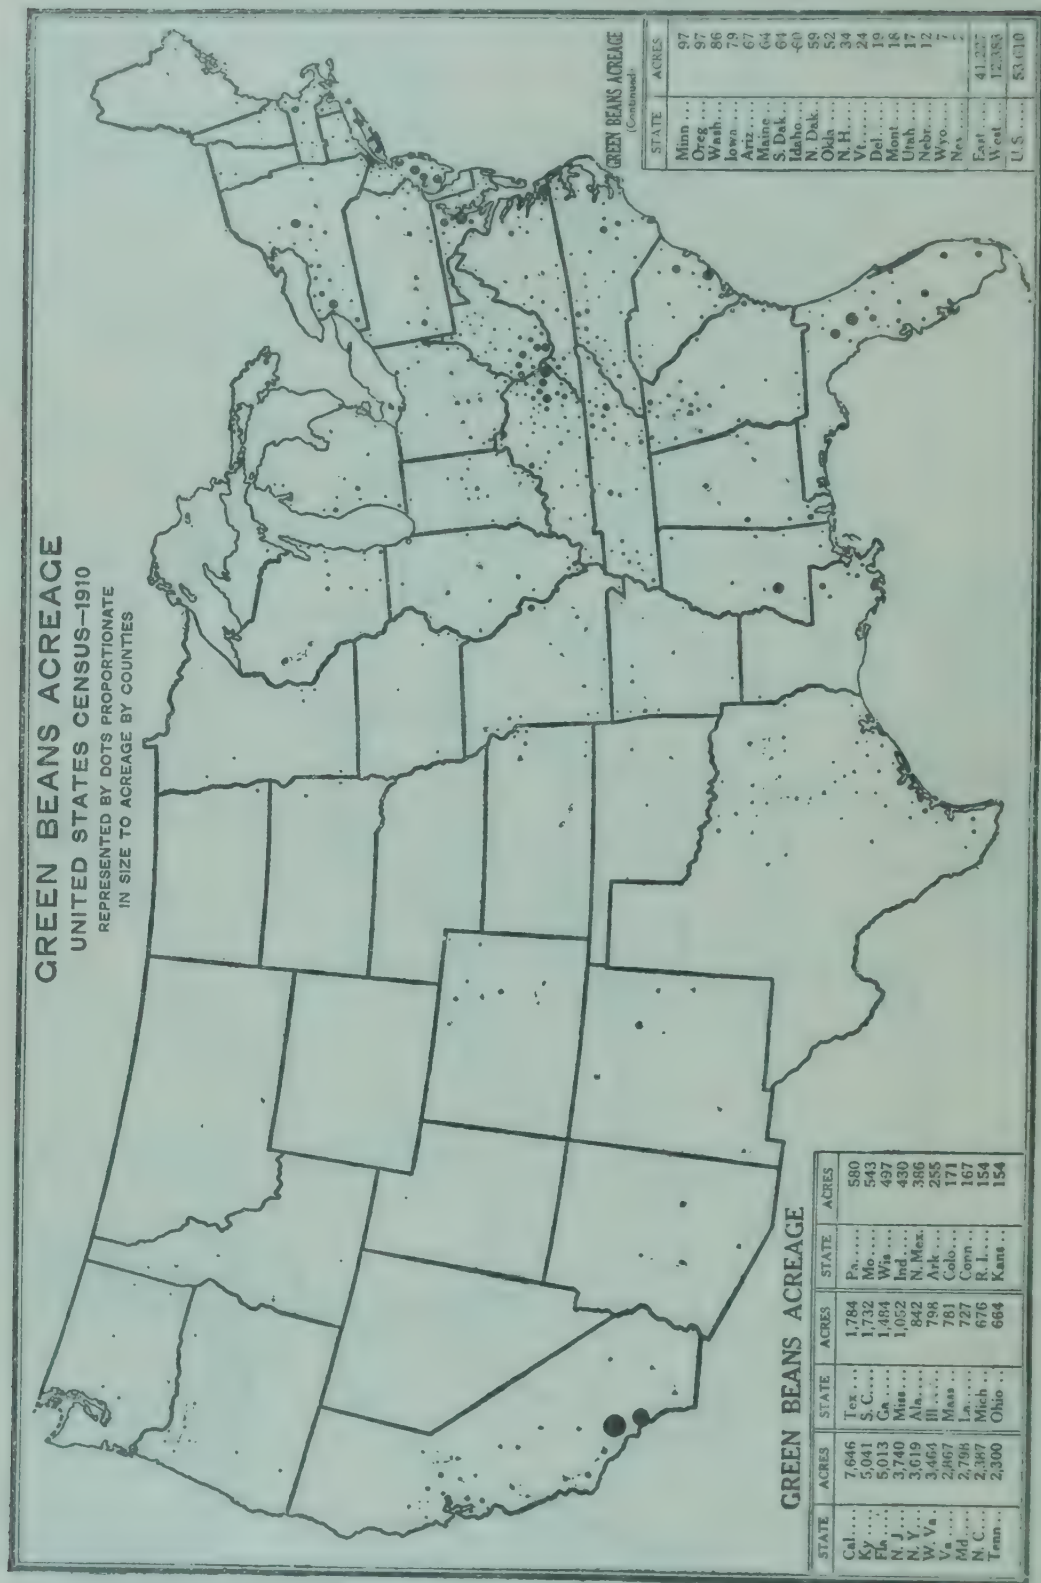 GREEN BEANS ACREAGE
UNITED STATES CENSUS—1910
REPRESENTED BY DOTS PROPORTIONATE
IN SIZE TO ACREAGE BY COUNTIES
GREEN BEANS ACREAGE
STATE ACRES STATE ACRES STATE ACRES
Cal.... 7,646 Tex.... 1,784 Pa..... 580
Ky.... 5,041 S. C.... 1,732 Mo..... 543
Fla.... 5,013 Ga.... 1,484 Wis.... 497
N. J.... 3,740 Miss.... 1,052 Ind.... 430
N. Y.... 3,619 Ala.... 842 N. Mex. 386
W. Va. 3,464 Ill.... 798 Ark.... 255
Va.... 2,867 Mass.. 781 Colo... 171
Md.... 2,798 La.... 727 Conn.. 167
N. C... 2,387 Mich.. 676 R. I.... 154
Tenn.. 2,300 Ohio.. 664 Kans.. 154
GREEN BEANS ACREAGE
(Continued)
STATE ACRES
Minn.... 97
Oreg.... 97
Wash... 86
Iowa.... 79
Ariz.... 67
Maine... 64
S. Dak.. 64
Idaho... 60
N. Dak.. 59
Okla.... 52
N. H.... 34
Vt..... 24
Del.... 19
Mont... 18
Utah... 17
Nebr... 12
Wyo.... 7
Nev....
East... 41,227
West... 12,383
U.S.... 53,610